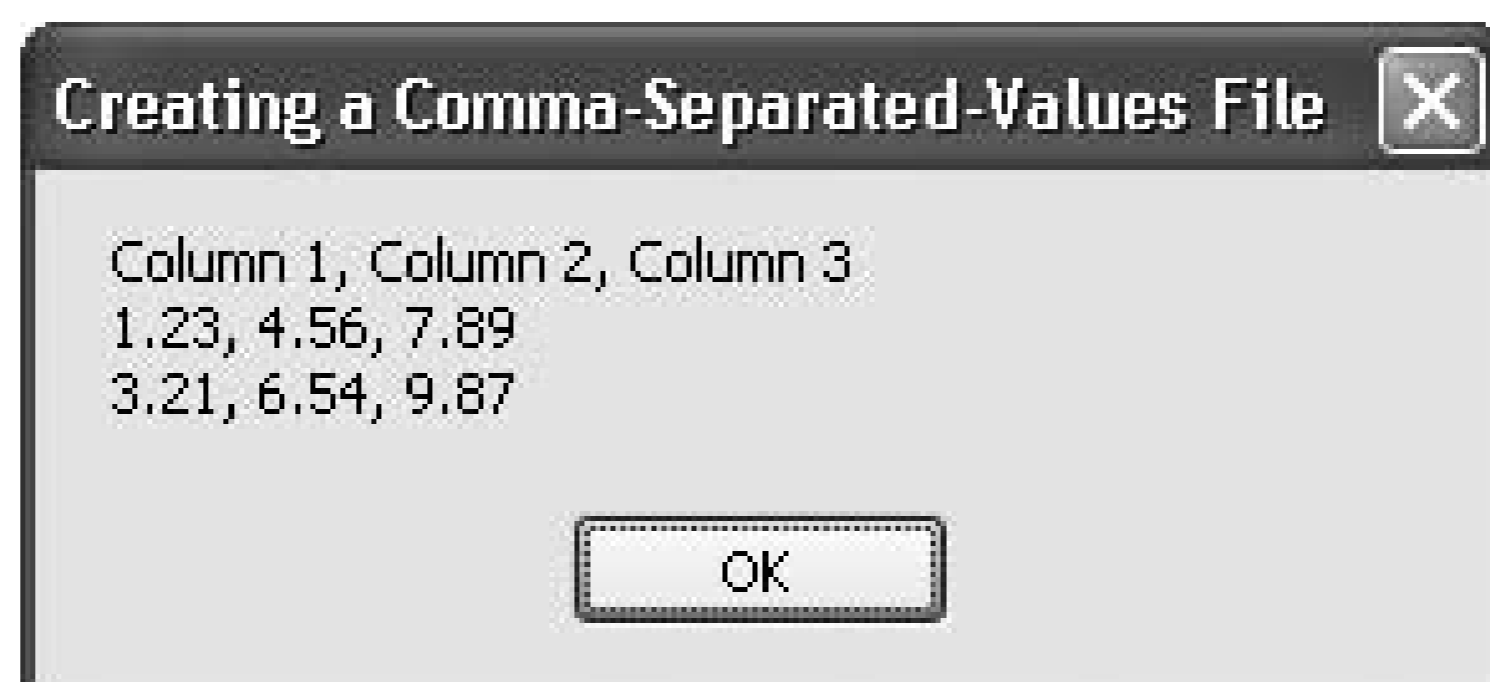 Creating a Comma-Separated-Values File
Column 1, Column 2, Column 3
1.23, 4.56, 7.89
3.21, 6.54, 9.87
OK